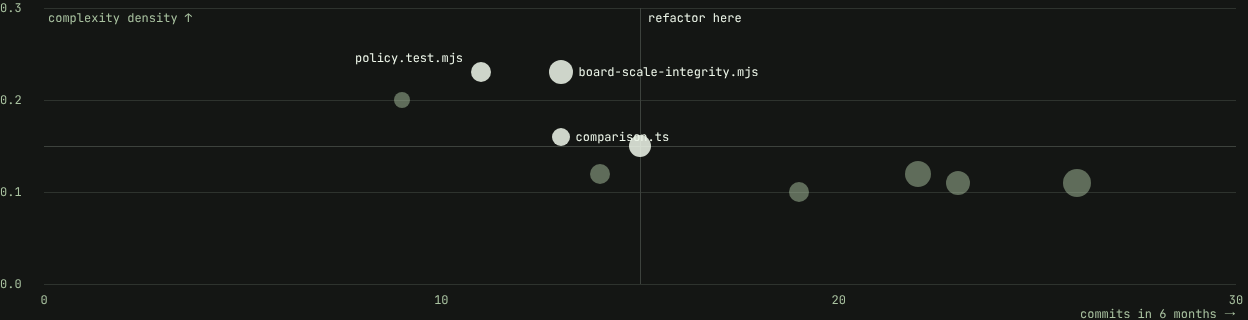 0.3
complexity density ↑
refactor here
policy.test.mjs
board-scale-integrity.mjs
0.2
comparison.ts
0.1
0.0
0
10
20
30
commits in 6 months →